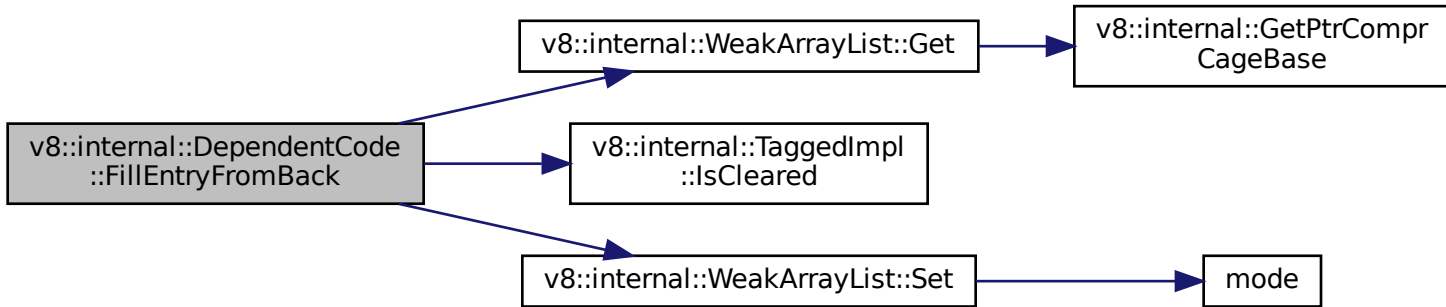 v8::internal::WeakArrayList::Get
v8::internal::GetPtrCompr
CageBase
v8::internal::DependentCode
::FillEntryFromBack
v8::internal::TaggedImpl
::IsCleared
v8::internal::WeakArrayList::Set
mode